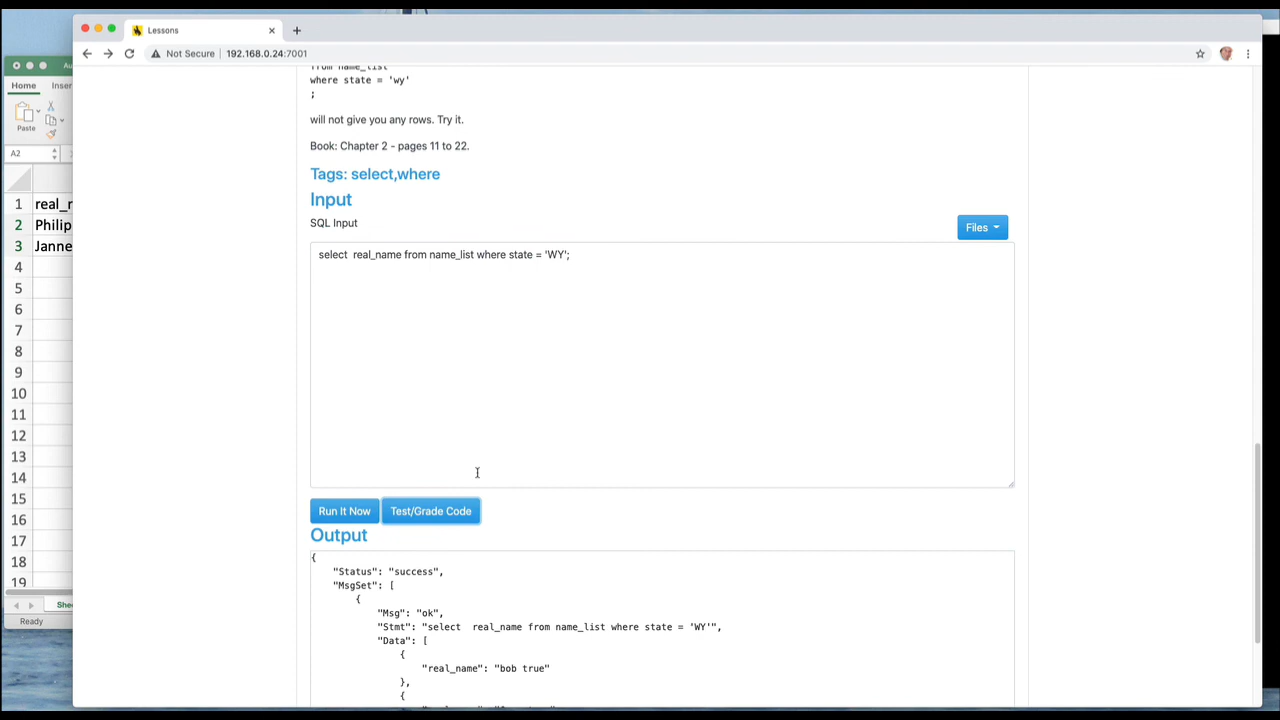 Lessons
Not Secure 192.168.0.24:7001
Home Inser
Paste
A2
1 real_r
2 Philip
3 Janne
4
5
6
7
8
9
10
11
12
13
14
15
16
17
18
19
Shee
Ready
from name_list
where state = 'wy'
;
will not give you any rows. Try it.
Book: Chapter 2 - pages 11 to 22.
Tags: select,where
Input
SQL Input
Files
select  real_name from name_list where state = 'WY';
Run It Now Test/Grade Code
Output
{
"Status": "success",
"MsgSet": [
{
"Msg": "ok",
"Stmt": "select  real_name from name_list where state = 'WY'",
"Data": [
{
"real_name": "bob true"
},
{